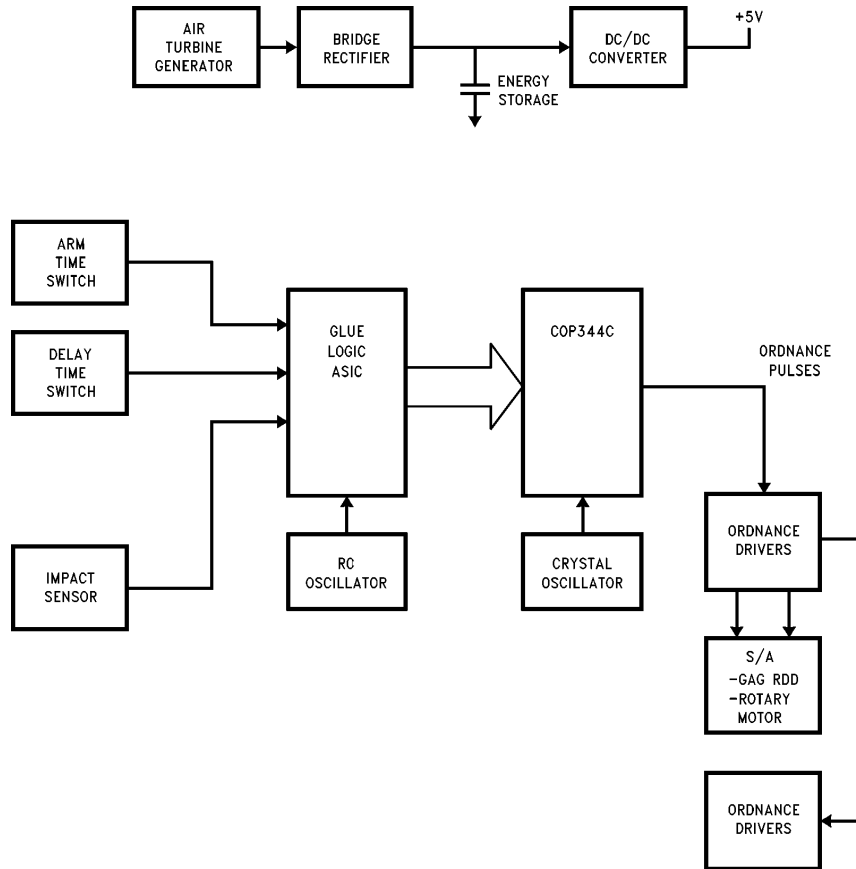 AIR
TURBINE
GENERATOR
BRIDGE
RECTIFIER
ENERGY
STORAGE
DC/DC
CONVERTER
+5V
ARM
TIME
SWITCH
DELAY
TIME
SWITCH
IMPACT
SENSOR
GLUE
LOGIC
ASIC
RC
OSCILLATOR
COP344C
CRYSTAL
OSCILLATOR
ORDNANCE
PULSES
ORDNANCE
DRIVERS
S/A
-GAG RDD
-ROTARY
MOTOR
ORDNANCE
DRIVERS